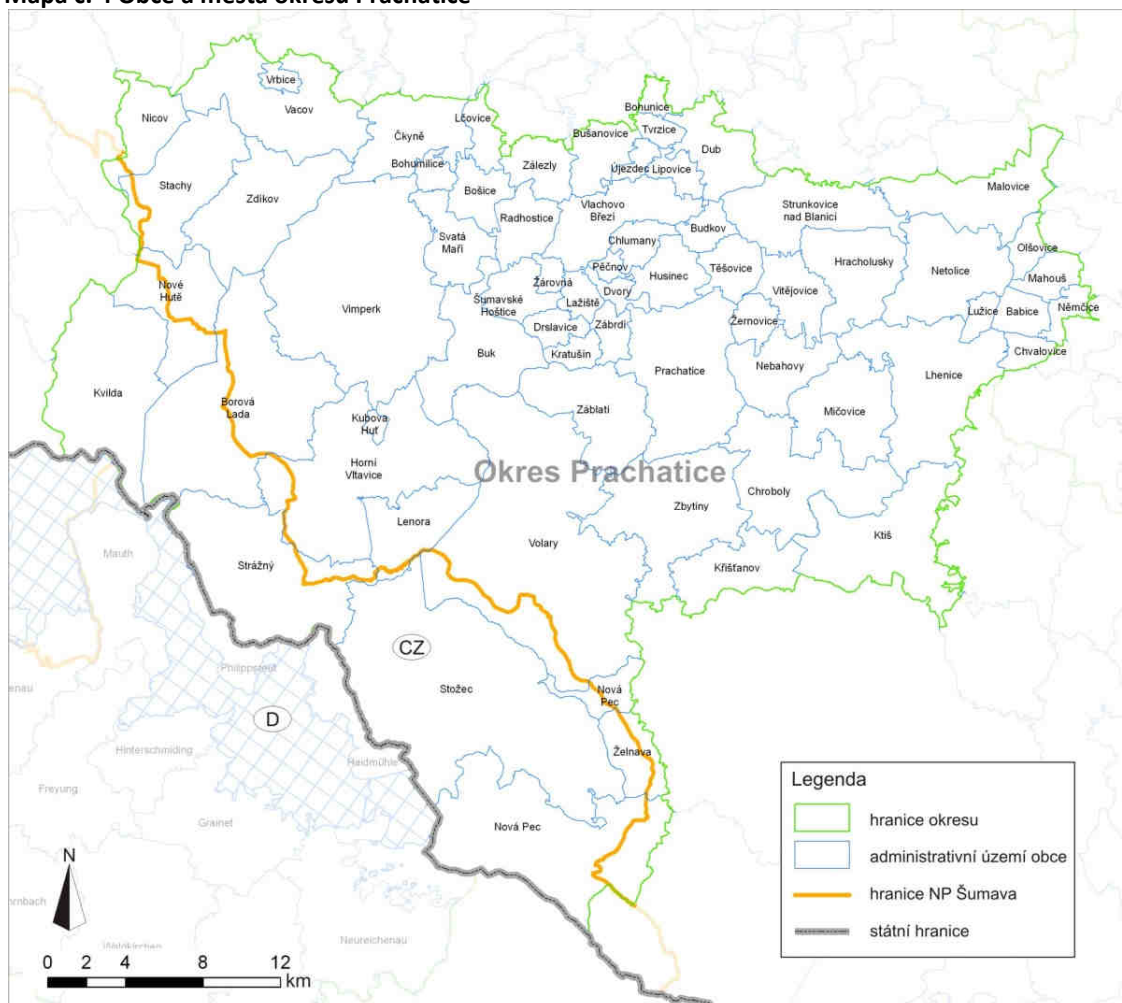 Mapa č. 4 Obce a města okresu Prachatice
Vrbice
Vacov
Nicov
Čkyně
Lčovice
Bohumilice
Bohunice
Bušanovice
Tvrzice
Dub
Zálezly
Újezdec
Lipovice
Stachy
Zdíkov
Bošice
Radhostice
Vlachovo
Březí
Strunkovice
nad Blanicí
Malovice
Svatá
Maří
Chlumany
Budkov
Olšovice
Nové
Hutě
Vimperk
Šumavské
Hoštice
Žárovná
Pěčnov
Husinec
Těšovice
Vitějovice
Hracholusky
Netolice
Mahouš
Lažiště
Dvory
Lužice
Babice
Němčice
Drslavice
Zábrdí
Žernovice
Kratušín
Buk
Chvalovice
Prachatice
Nebahovy
Lhenice
Kvilda
Borová
Lada
Kubova
Huť
Záblatí
Mičovice
Horní
Vltavice
Okres Prachatice
Chroboly
Zbytiny
Lenora
Volary
Ktiš
Mauth
Strážný
Křišťanov
CZ
Philippsreut
Stožec
Nová
Pec
D
Želnava
Hinterschmiding
Haidmühle
Freyung
Grainet
Nová Pec
Neureichenau
Waldkirchen
Legenda
hranice okresu
administrativní území obce
hranice NP Šumava
státní hranice
N
0 2 4 8 12
km